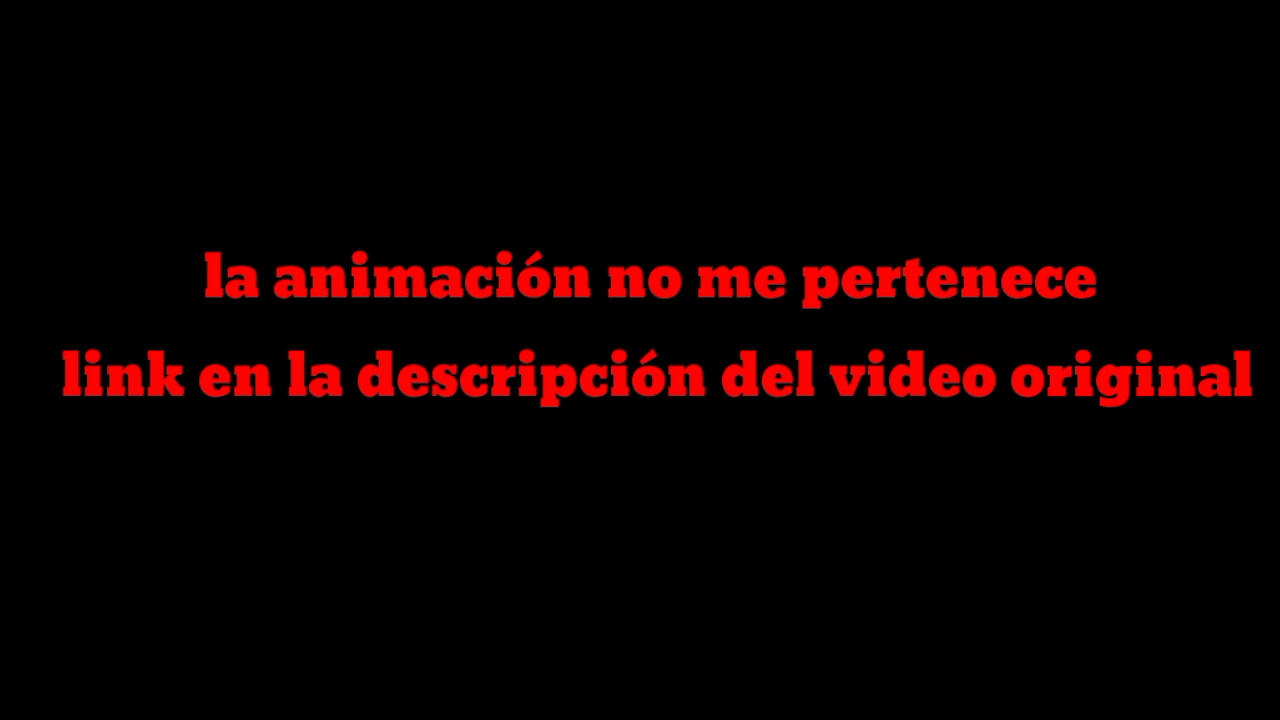 la animación no me pertenece
link en la descripción del video original